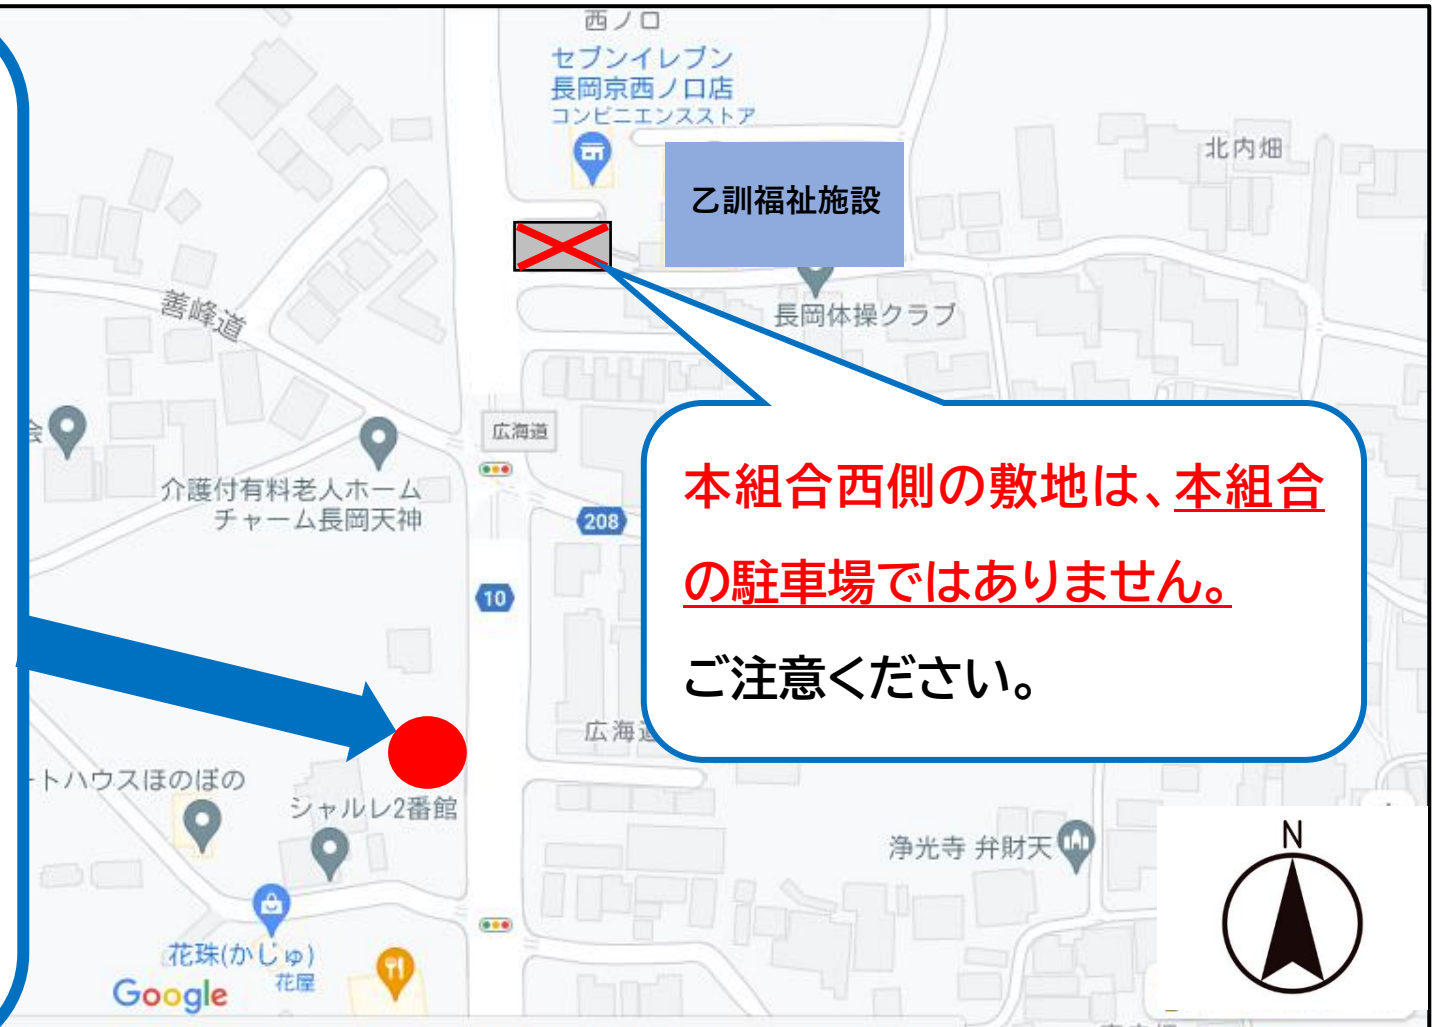 西ノ口
セブンイレブン
長岡京西ノ口店
コンビニエンスストア
北内畑
乙訓福祉施設
善峰道
長岡体操クラブ
会
広海道
介護付有料老人ホーム
チャーム長岡天神
208
本組合西側の敷地は、本組合
の駐車場ではありません。
ご注意ください。
10
広海道
ートハウスほのぼの
シャルレ2番館
浄光寺 弁財天
N
花珠(かじゅ)
花屋
Google